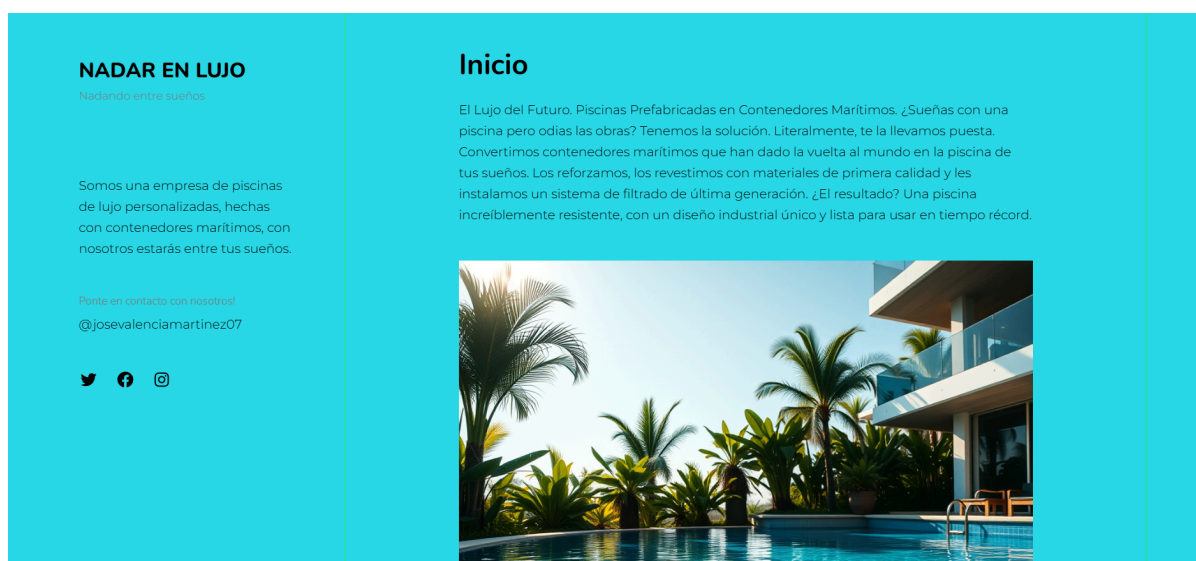 NADAR EN LUJO
Nadando entre sueños
Somos una empresa de piscinas
de lujo personalizadas, hechas
con contenedores marítimos, con
nosotros estarás entre tus sueños.
Ponte en contacto con nosotros!
@josevalenciamartinez07
Inicio
El Lujo del Futuro. Piscinas Prefabricadas en Contenedores Marítimos. ¿Sueñas con una
piscina pero odias las obras? Tenemos la solución. Literalmente, te la llevamos puesta.
Convertimos contenedores marítimos que han dado la vuelta al mundo en la piscina de
tus sueños. Los reforzamos, los revestimos con materiales de primera calidad y les
instalamos un sistema de filtrado de última generación. ¿El resultado? Una piscina
increíblemente resistente, con un diseño industrial único y lista para usar en tiempo récord.